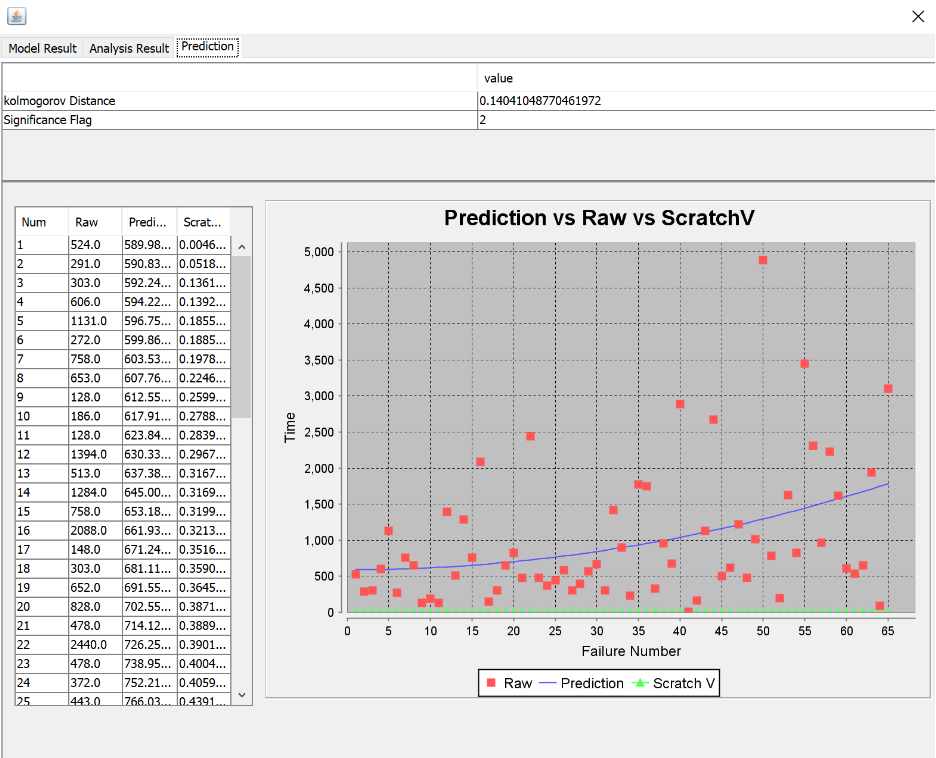 Model Result Analysis Result Prediction
value
kolmogorov Distance 0.14041048770461972
Significance Flag 2
Num Raw Predi... Scrat...
1 524.0 589.98... 0.0046...
2 291.0 590.83... 0.0518...
3 303.0 592.24... 0.1361...
4 606.0 594.22... 0.1392...
5 1131.0 596.75... 0.1855...
6 272.0 599.86... 0.1885...
7 758.0 603.53... 0.1978...
8 653.0 607.76... 0.2246...
9 128.0 612.55... 0.2599...
10 186.0 617.91... 0.2788...
11 128.0 623.84... 0.2839...
12 1394.0 630.33... 0.2967...
13 513.0 637.38... 0.3167...
14 1284.0 645.00... 0.3169...
15 758.0 653.18... 0.3199...
16 2088.0 661.93... 0.3213...
17 148.0 671.24... 0.3516...
18 303.0 681.11... 0.3590...
19 652.0 691.55... 0.3645...
20 828.0 702.55... 0.3871...
21 478.0 714.12... 0.3889...
22 2440.0 726.25... 0.3901...
23 478.0 738.95... 0.4004...
24 372.0 752.21... 0.4059...
25 443.0 766.03... 0.4391...
Prediction vs Raw vs ScratchV
5,000
4,500
4,000
3,500
3,000
2,500
2,000
1,500
1,000
500
0
Time
0 5 10 15 20 25 30 35 40 45 50 55 60 65
Failure Number
Raw Prediction Scratch V